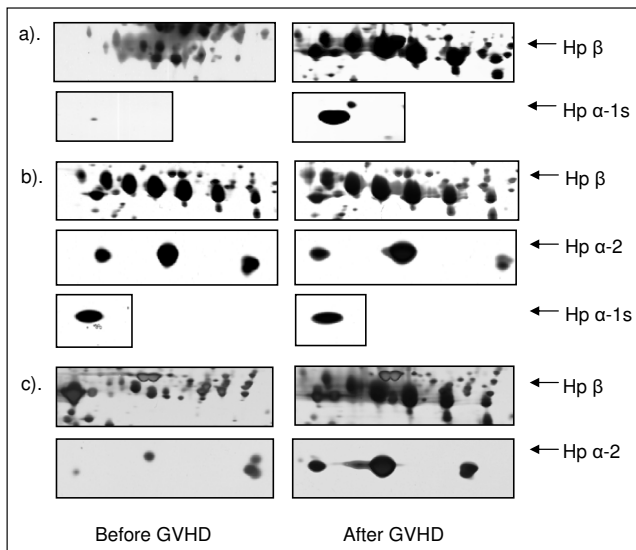 a).
Hp β
Hp α-1s
b).
Hp β
Hp α-2
Hp α-1s
c).
Hp β
Hp α-2
Before GVHD After GVHD